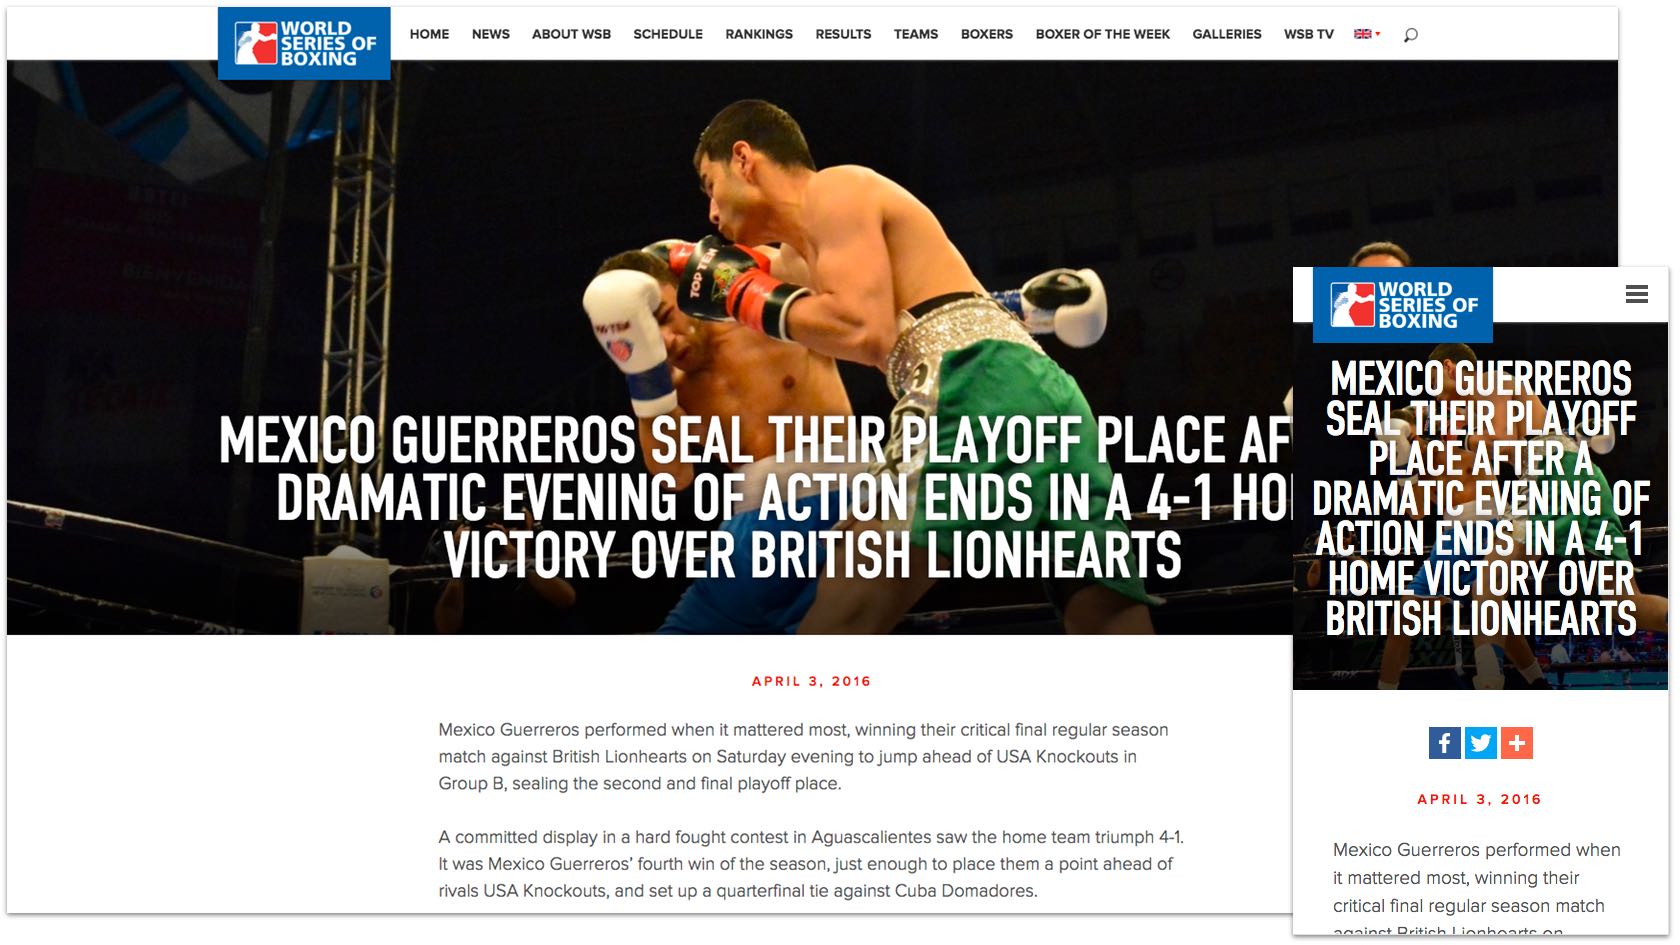 WORLD
SERIES OF
BOXING
HOME NEWS ABOUT WSB SCHEDULE RANKINGS RESULTS TEAMS BOXERS BOXER OF THE WEEK GALLERIES WSB TV
BIENVENIDA
TOP TEN
MEXICO GUERREROS SEAL THEIR PLAYOFF PLACE AF
DRAMATIC EVENING OF ACTION ENDS IN A 4-1 HO
VICTORY OVER BRITISH LIONHEARTS
APRIL 3, 2016
Mexico Guerreros performed when it mattered most, winning their critical final regular season
match against British Lionhearts on Saturday evening to jump ahead of USA Knockouts in
Group B, sealing the second and final playoff place.
A committed display in a hard fought contest in Aguascalientes saw the home team triumph 4-1.
It was Mexico Guerreros’ fourth win of the season, just enough to place them a point ahead of
rivals USA Knockouts, and set up a quarterfinal tie against Cuba Domadores.
WORLD
SERIES OF
BOXING
MEXICO GUERREROS
SEAL THEIR PLAYOFF
PLACE AFTER A
DRAMATIC EVENING OF
ACTION ENDS IN A 4-1
HOME VICTORY OVER
BRITISH LIONHEARTS
APRIL 3, 2016
Mexico Guerreros performed when
it mattered most, winning their
critical final regular season match
against British Lionhearts on